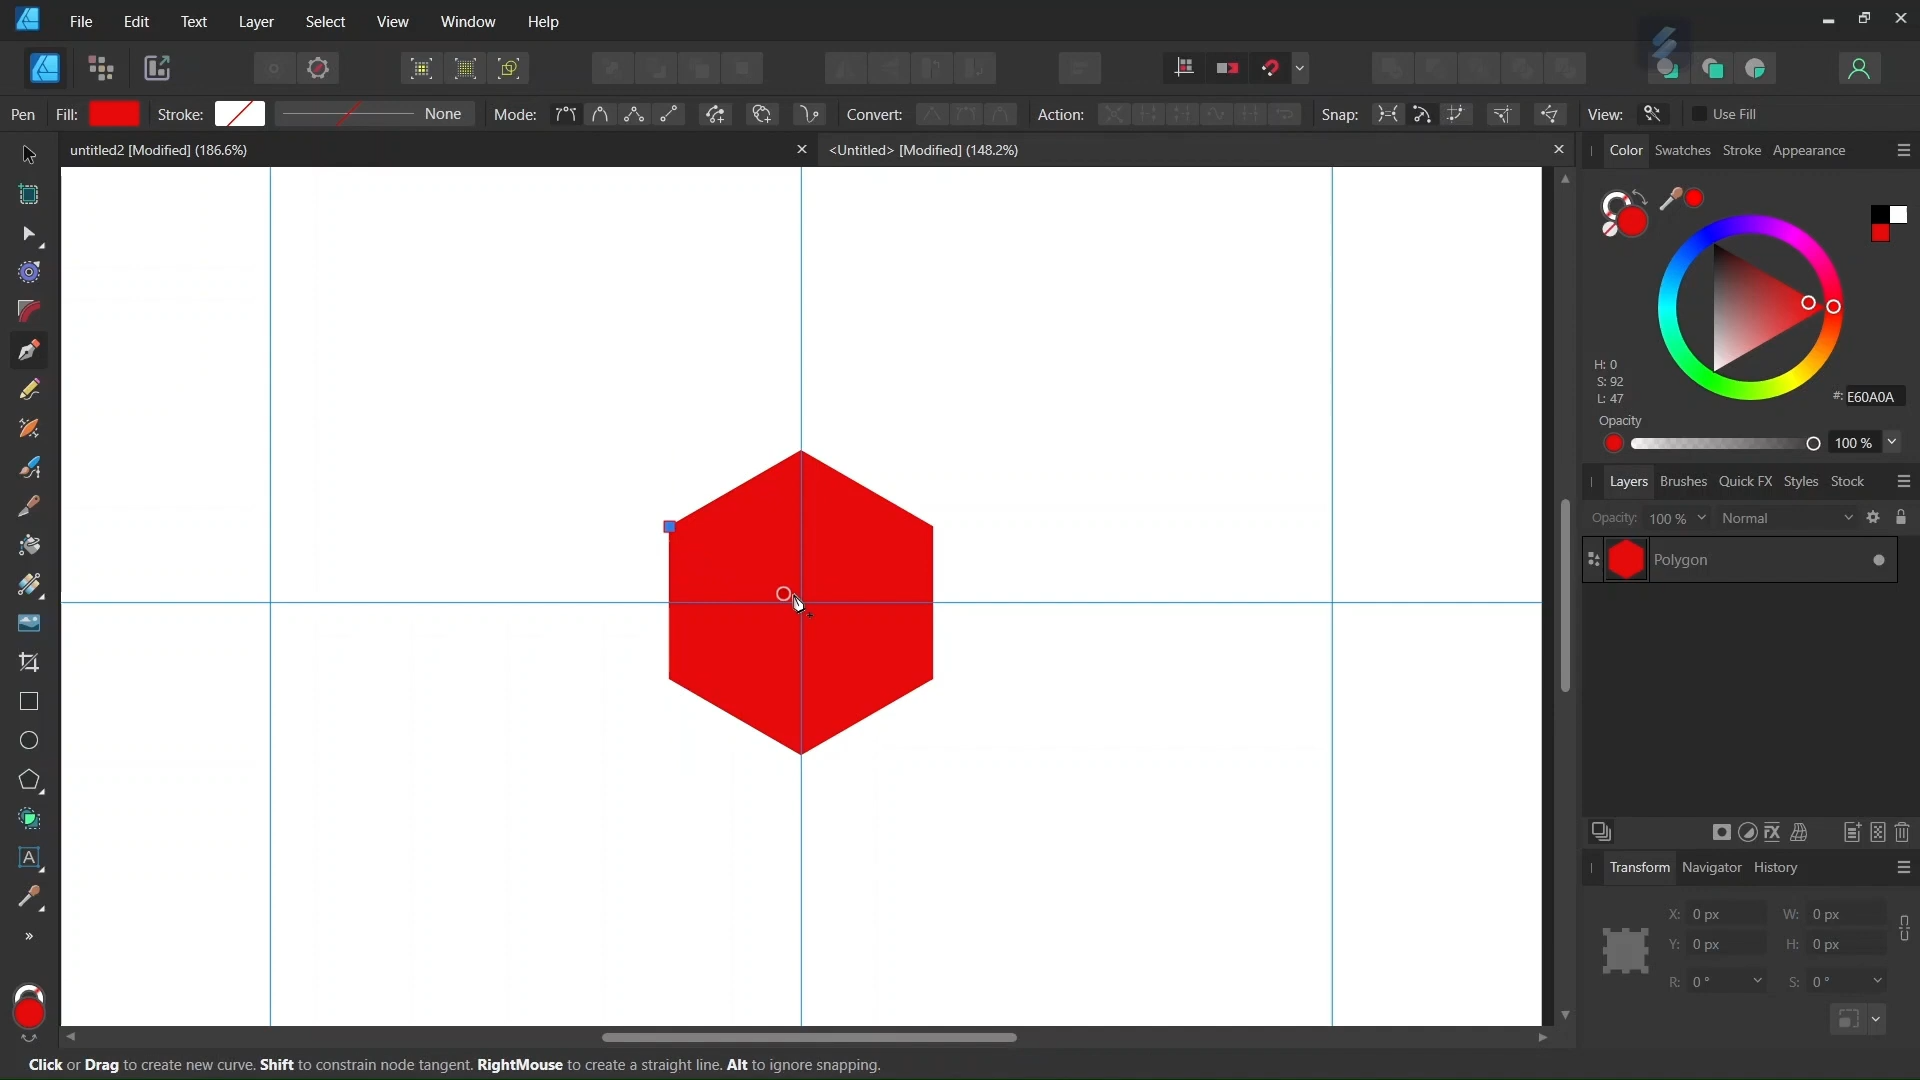 File Edit Text Layer Select View Window Help
Pen Fill: Stroke: None Mode: Convert: Action: Snap: View: Use Fill
untitled2 [Modified] (186.6%)
<Untitled> [Modified] (148.2%)
Color Swatches Stroke Appearance
H: 0
S: 92
L: 47
#: E60A0A
Opacity
100 %
Layers Brushes Quick FX Styles Stock
Opacity: 100 % Normal
Polygon
Transform Navigator History
X: 0 px W: 0 px
Y: 0 px H: 0 px
R: 0 ° S: 0 °
Click or Drag to create new curve. Shift to constrain node tangent. RightMouse to create a straight line. Alt to ignore snapping.